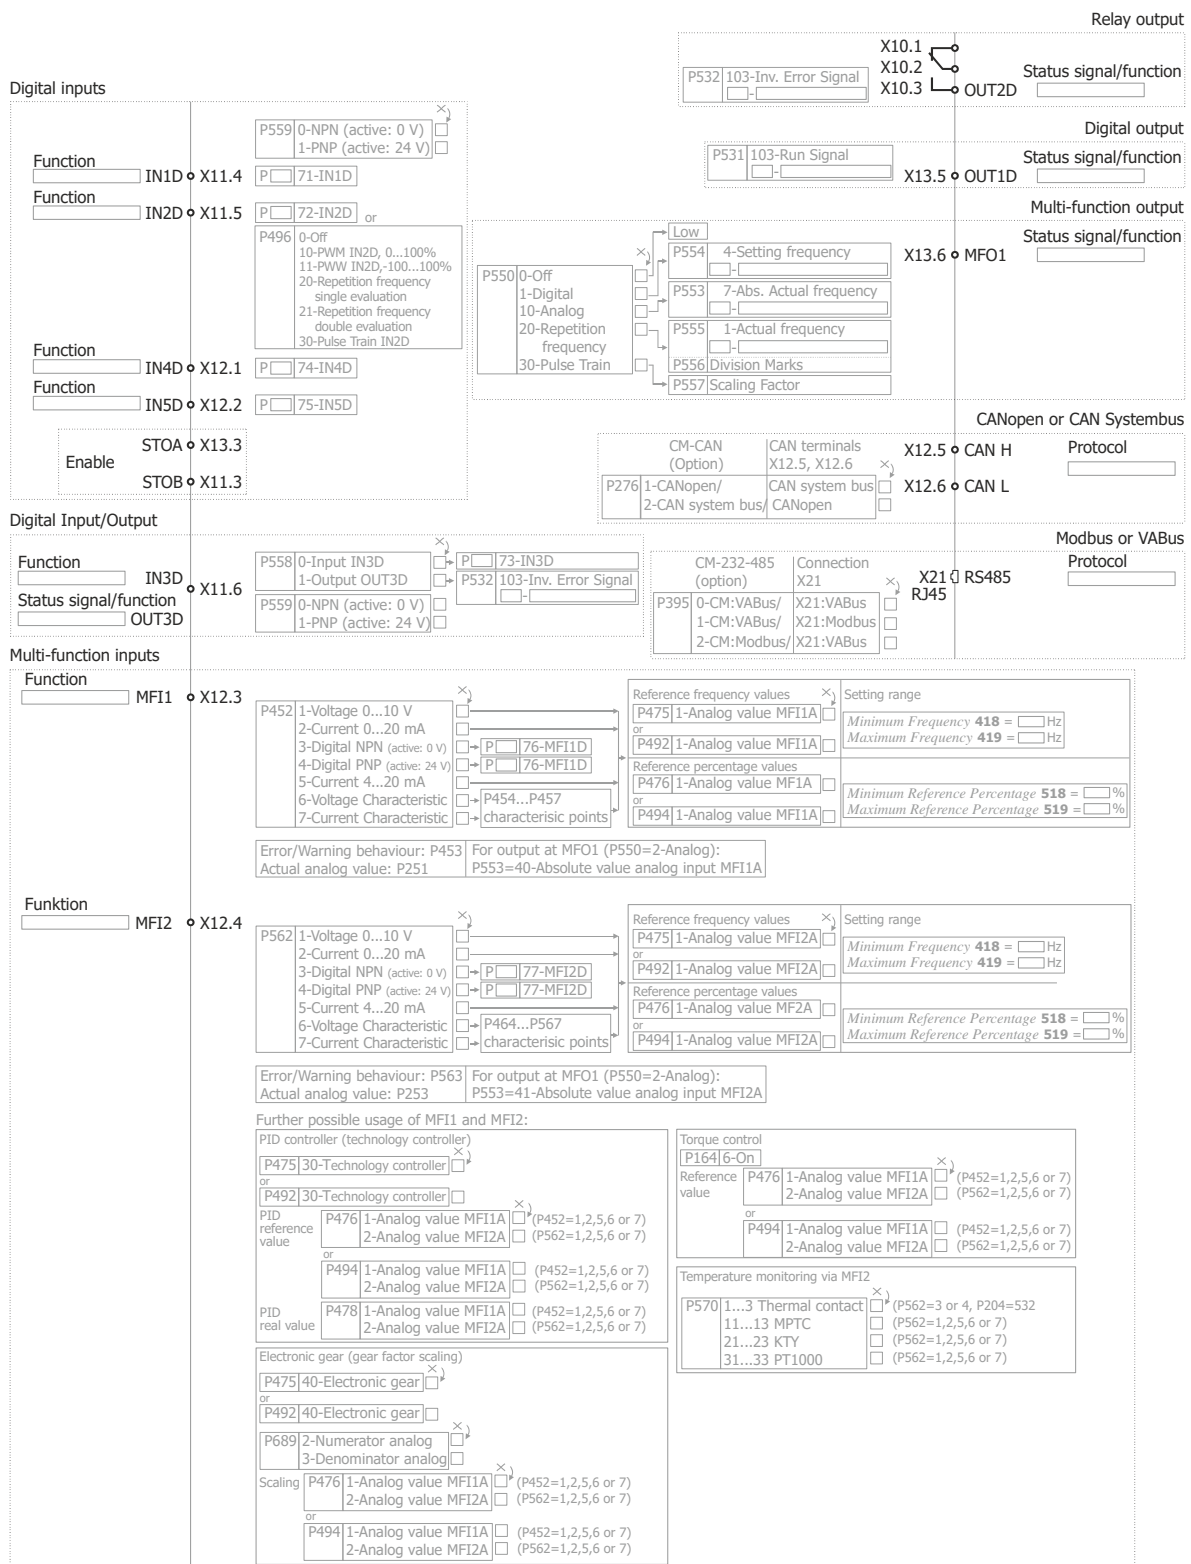 Relay output
X10.1
X10.2
X10.3
P532 103-Inv. Error Signal
-
OUT2D
Status signal/function
Digital output
P531 103-Run Signal
-
X13.5 OUT1D
Status signal/function
Multi-function output
Status signal/function
X13.6 MFO1
P550 0-Off
1-Digital
10-Analog
20-Repetition
frequency
30-Pulse Train
Low
P554 4-Setting frequency
-
P553 7-Abs. Actual frequency
-
P555 1-Actual frequency
-
P556 Division Marks
P557 Scaling Factor
CANopen or CAN Systembus
CM-CAN
(Option)
CAN terminals
X12.5, X12.6
P276 1-CANopen/ CAN system bus
2-CAN system bus/ CANopen
X12.5 CAN H
X12.6 CAN L
Protocol
Modbus or VABus
CM-232-485
(option)
Connection
X21
P395 0-CM:VABus/ X21:VABus
1-CM:VABus/ X21:Modbus
2-CM:Modbus/ X21:VABus
X21 RS485
RJ45
Protocol
Digital inputs
P559 0-NPN (active: 0 V)
1-PNP (active: 24 V)
Function
IN1D X11.4 P 71-IN1D
Function
IN2D X11.5 P 72-IN2D or
P496 0-Off
10-PWM IN2D, 0...100%
11-PWW IN2D,-100...100%
20-Repetition frequency
single evaluation
21-Repetition frequency
double evaluation
30-Pulse Train IN2D
Function
IN4D X12.1 P 74-IN4D
Function
IN5D X12.2 P 75-IN5D
Enable
STOA X13.3
STOB X11.3
Digital Input/Output
Function
IN3D
X11.6
Status signal/function
OUT3D
P558 0-Input IN3D P 73-IN3D
1-Output OUT3D P532 103-Inv. Error Signal
-
P559 0-NPN (active: 0 V)
1-PNP (active: 24 V)
Multi-function inputs
Function
MFI1 X12.3
P452 1-Voltage 0...10 V
2-Current 0...20 mA
3-Digital NPN (active: 0 V) P 76-MFI1D
4-Digital PNP (active: 24 V) P 76-MFI1D
5-Current 4...20 mA
6-Voltage Characteristic P454...P457
7-Current Characteristic characterisic points
Reference frequency values
P475 1-Analog value MFI1A
or
P492 1-Analog value MFI1A
Reference percentage values
P476 1-Analog value MF1A
or
P494 1-Analog value MFI1A
Setting range
Minimum Frequency 418 = Hz
Maximum Frequency 419 = Hz
Minimum Reference Percentage 518 = %
Maximum Reference Percentage 519 = %
Error/Warning behaviour: P453 For output at MFO1 (P550=2-Analog):
Actual analog value: P251 P553=40-Absolute value analog input MFI1A
Funktion
MFI2 X12.4
P562 1-Voltage 0...10 V
2-Current 0...20 mA
3-Digital NPN (active: 0 V) P 77-MFI2D
4-Digital PNP (active: 24 V) P 77-MFI2D
5-Current 4...20 mA
6-Voltage Characteristic P464...P567
7-Current Characteristic characterisic points
Reference frequency values
P475 1-Analog value MFI2A
or
P492 1-Analog value MFI2A
Reference percentage values
P476 1-Analog value MF2A
or
P494 1-Analog value MFI2A
Setting range
Minimum Frequency 418 = Hz
Maximum Frequency 419 = Hz
Minimum Reference Percentage 518 = %
Maximum Reference Percentage 519 = %
Error/Warning behaviour: P563 For output at MFO1 (P550=2-Analog):
Actual analog value: P253 P553=41-Absolute value analog input MFI2A
Further possible usage of MFI1 and MFI2:
PID controller (technology controller)
P475 30-Technology controller
or
P492 30-Technology controller
PID
reference
value
P476 1-Analog value MFI1A (P452=1,2,5,6 or 7)
2-Analog value MFI2A (P562=1,2,5,6 or 7)
or
P494 1-Analog value MFI1A (P452=1,2,5,6 or 7)
2-Analog value MFI2A (P562=1,2,5,6 or 7)
PID
real value
P478 1-Analog value MFI1A (P452=1,2,5,6 or 7)
2-Analog value MFI2A (P562=1,2,5,6 or 7)
Electronic gear (gear factor scaling)
P475 40-Electronic gear
or
P492 40-Electronic gear
P689 2-Numerator analog
3-Denominator analog
Scaling P476 1-Analog value MFI1A (P452=1,2,5,6 or 7)
2-Analog value MFI2A (P562=1,2,5,6 or 7)
or
P494 1-Analog value MFI1A (P452=1,2,5,6 or 7)
2-Analog value MFI2A (P562=1,2,5,6 or 7)
Torque control
P164 6-On
Reference
value
P476 1-Analog value MFI1A (P452=1,2,5,6 or 7)
2-Analog value MFI2A (P562=1,2,5,6 or 7)
or
P494 1-Analog value MFI1A (P452=1,2,5,6 or 7)
2-Analog value MFI2A (P562=1,2,5,6 or 7)
Temperature monitoring via MFI2
P570 1...3 Thermal contact (P562=3 or 4, P204=532
11...13 MPTC (P562=1,2,5,6 or 7)
21...23 KTY (P562=1,2,5,6 or 7)
31...33 PT1000 (P562=1,2,5,6 or 7)